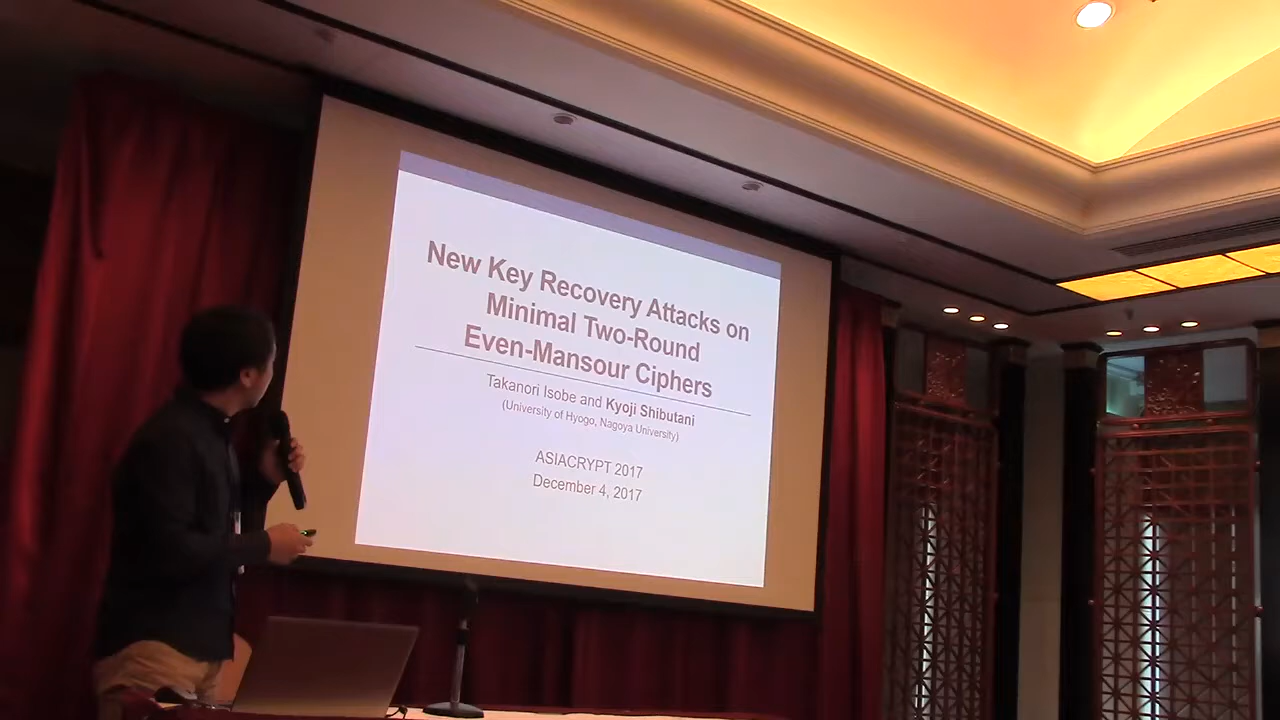 New Key Recovery Attacks on
Minimal Two-Round
Even-Mansour Ciphers
Takanori Isobe and Kyoji Shibutani
(University of Hyogo, Nagoya University)
ASIACRYPT 2017
December 4, 2017